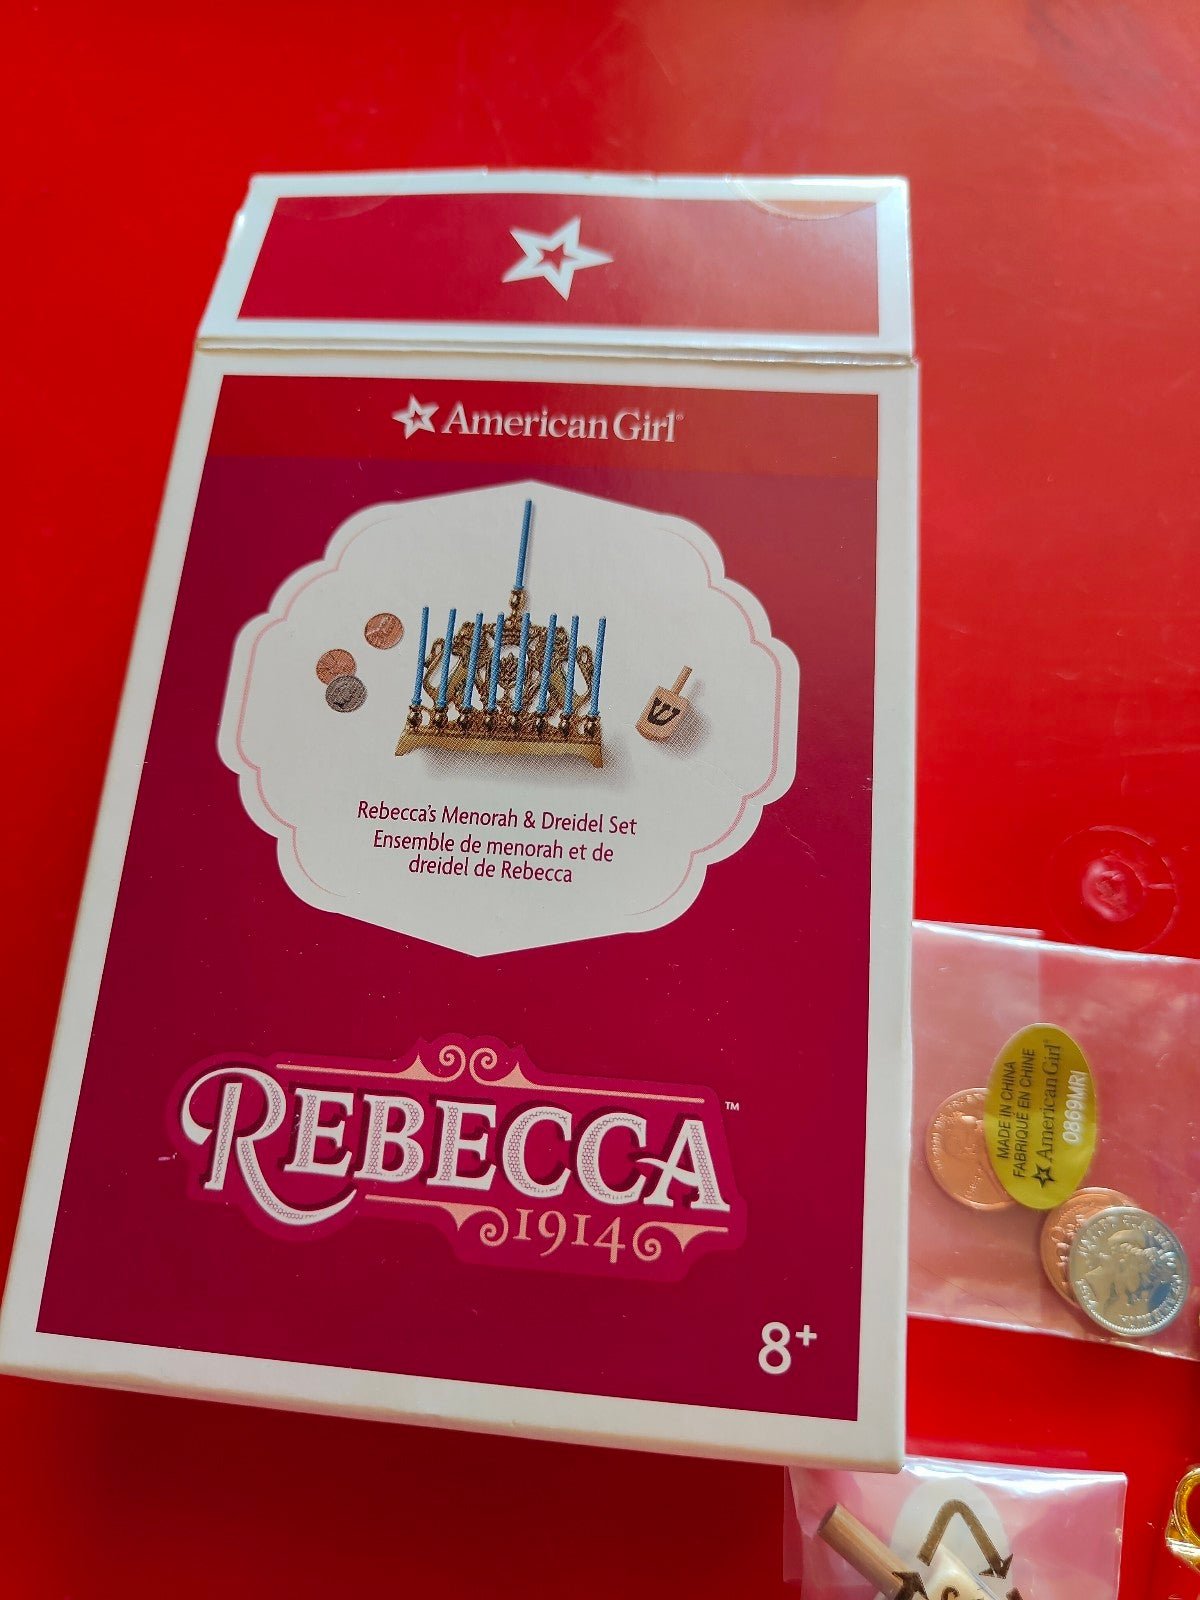 American Girl®
ש
Rebecca's Menorah & Dreidel Set
Ensemble de menorah et de
dreidel de Rebecca
REBECCA™
1914
8+
MADE IN CHINA
FABRIQUÉ EN CHINE
American Girl®
0869MRI